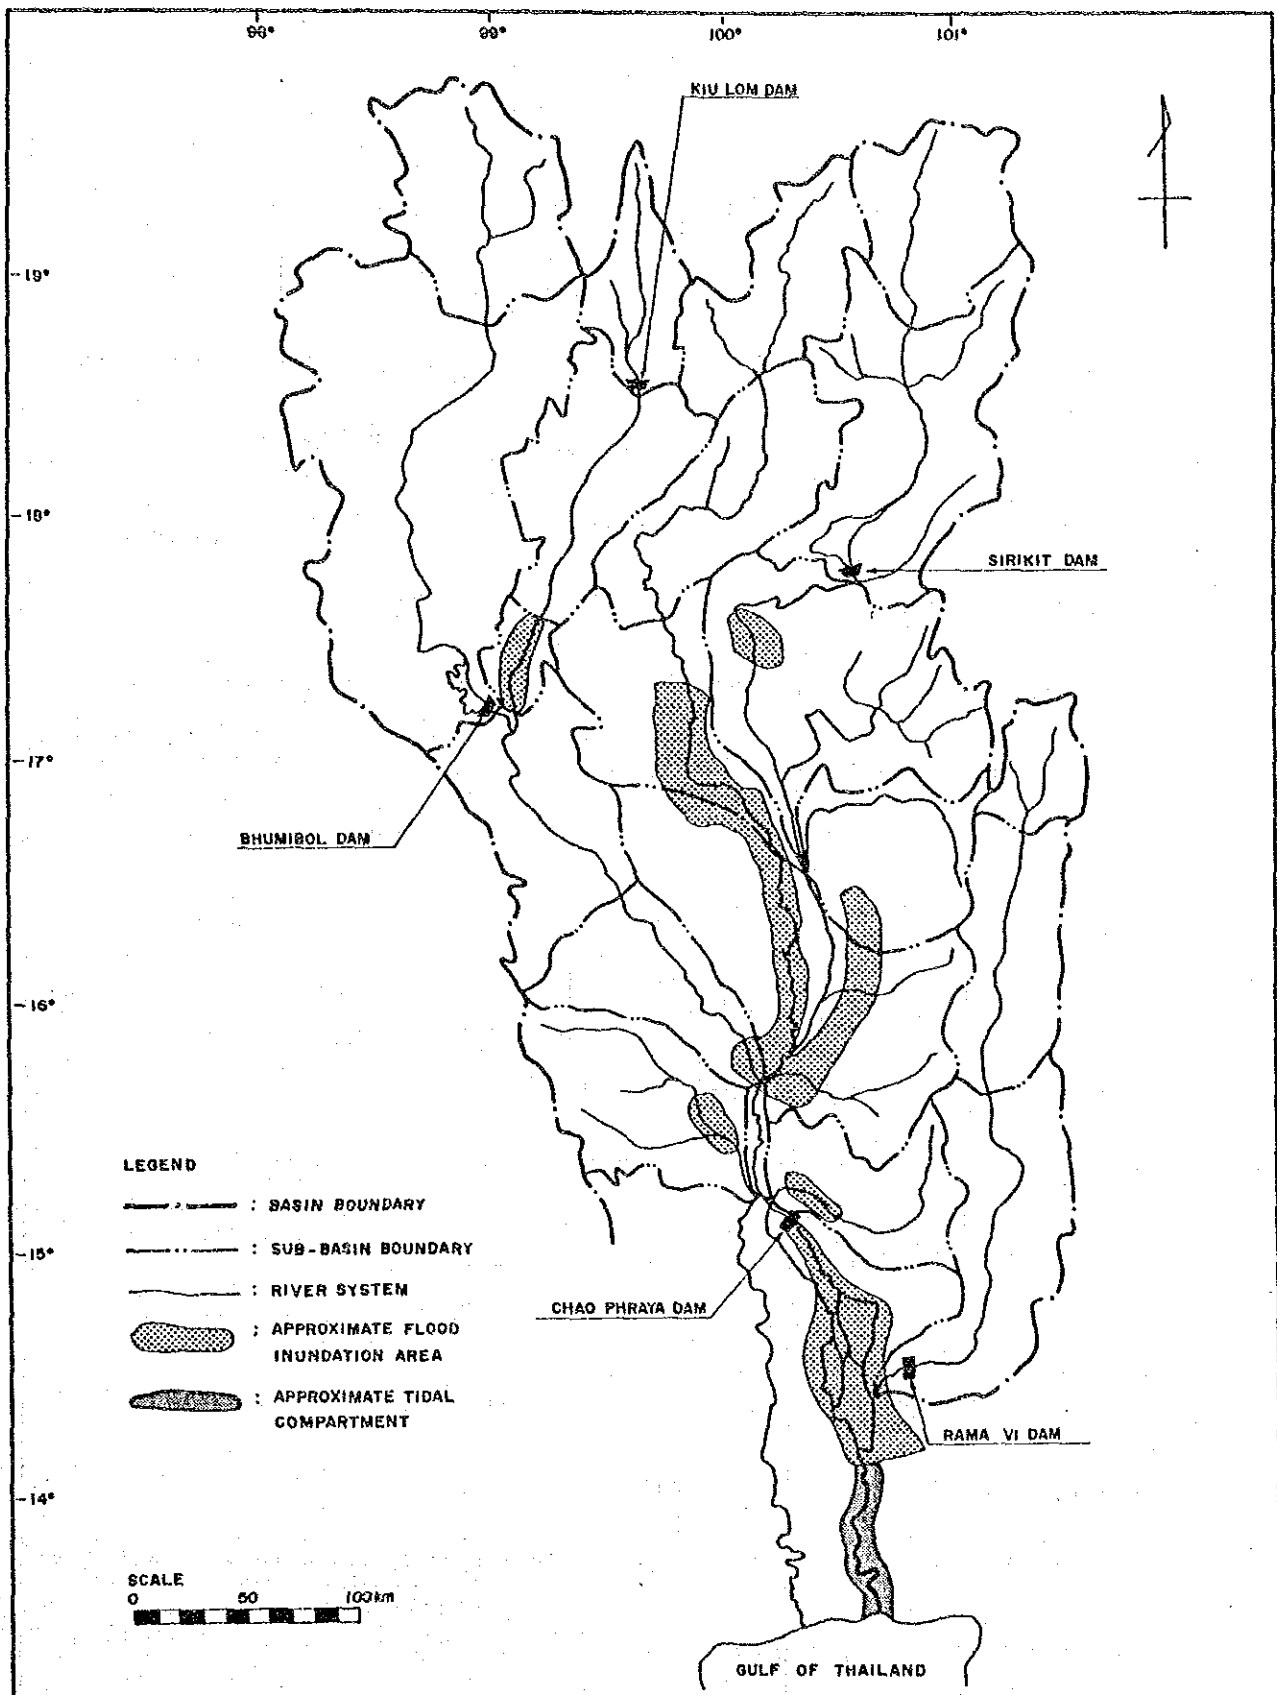 98° 99° 100° 101°
KIU LOM DAM
19°
18°
SIRIKIT DAM
17°
BHUMIBOL DAM
16°
LEGEND
: BASIN BOUNDARY
15°
: SUB-BASIN BOUNDARY
: RIVER SYSTEM
CHAO PHRAYA DAM
: APPROXIMATE FLOOD
INUNDATION AREA
: APPROXIMATE TIDAL
COMPARTMENT
RAMA VI DAM
14°
SCALE
0 50 100km
GULF OF THAILAND